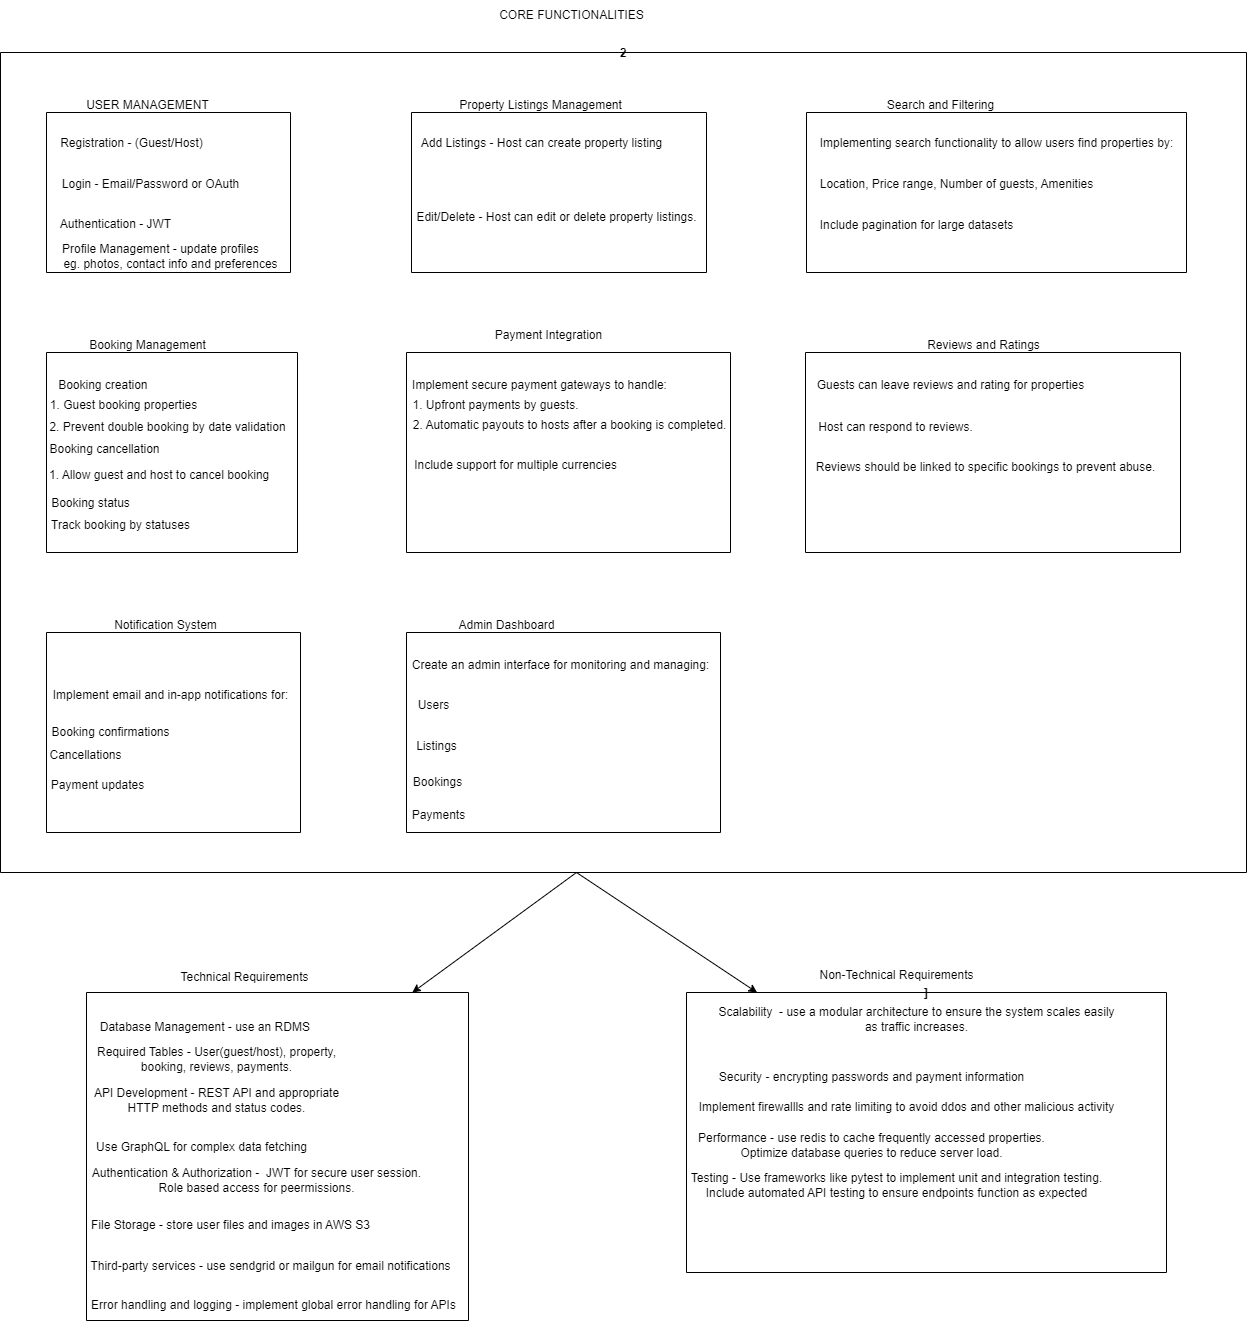 CORE FUNCTIONALITIES
2
USER MANAGEMENT
Registration - (Guest/Host)
Login - Email/Password or OAuth
Authentication - JWT
Profile Management - update profiles
eg. photos, contact info and preferences
Property Listings Management
Add Listings - Host can create property listing
Edit/Delete - Host can edit or delete property listings.
Search and Filtering
Implementing search functionality to allow users find properties by:
Location, Price range, Number of guests, Amenities
Include pagination for large datasets
Booking Management
Booking creation
1. Guest booking properties
2. Prevent double booking by date validation
Booking cancellation
1. Allow guest and host to cancel booking
Booking status
Track booking by statuses
Payment Integration
Implement secure payment gateways to handle:
1. Upfront payments by guests.
2. Automatic payouts to hosts after a booking is completed.
Include support for multiple currencies
Reviews and Ratings
Guests can leave reviews and rating for properties
Host can respond to reviews.
Reviews should be linked to specific bookings to prevent abuse.
Notification System
Implement email and in-app notifications for:
Booking confirmations
Cancellations
Payment updates
Admin Dashboard
Create an admin interface for monitoring and managing:
Users
Listings
Bookings
Payments
Technical Requirements
Database Management - use an RDMS
Required Tables - User(guest/host), property,
booking, reviews, payments.
API Development - REST API and appropriate
HTTP methods and status codes.
Use GraphQL for complex data fetching
Authentication & Authorization -  JWT for secure user session.
Role based access for peermissions.
File Storage - store user files and images in AWS S3
Third-party services - use sendgrid or mailgun for email notifications
Error handling and logging - implement global error handling for APIs
Non-Technical Requirements
]
Scalability  - use a modular architecture to ensure the system scales easily
as traffic increases.
Security - encrypting passwords and payment information
Implement firewallls and rate limiting to avoid ddos and other malicious activity
Performance - use redis to cache frequently accessed properties.
Optimize database queries to reduce server load.
Testing - Use frameworks like pytest to implement unit and integration testing.
Include automated API testing to ensure endpoints function as expected